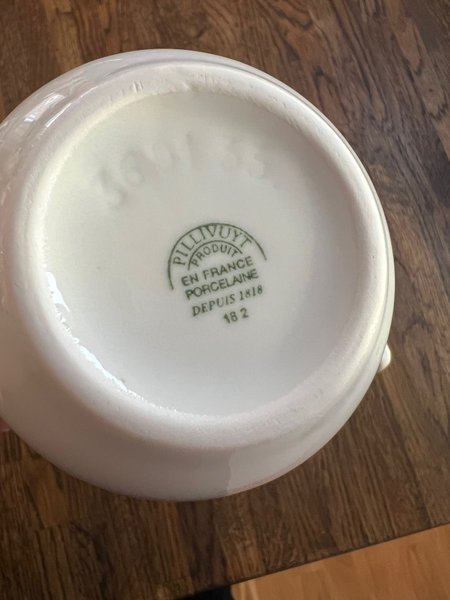 PILLIVUYT
PRODUIT
EN FRANCE
PORCELAINE
DEPUIS 1818
18 2